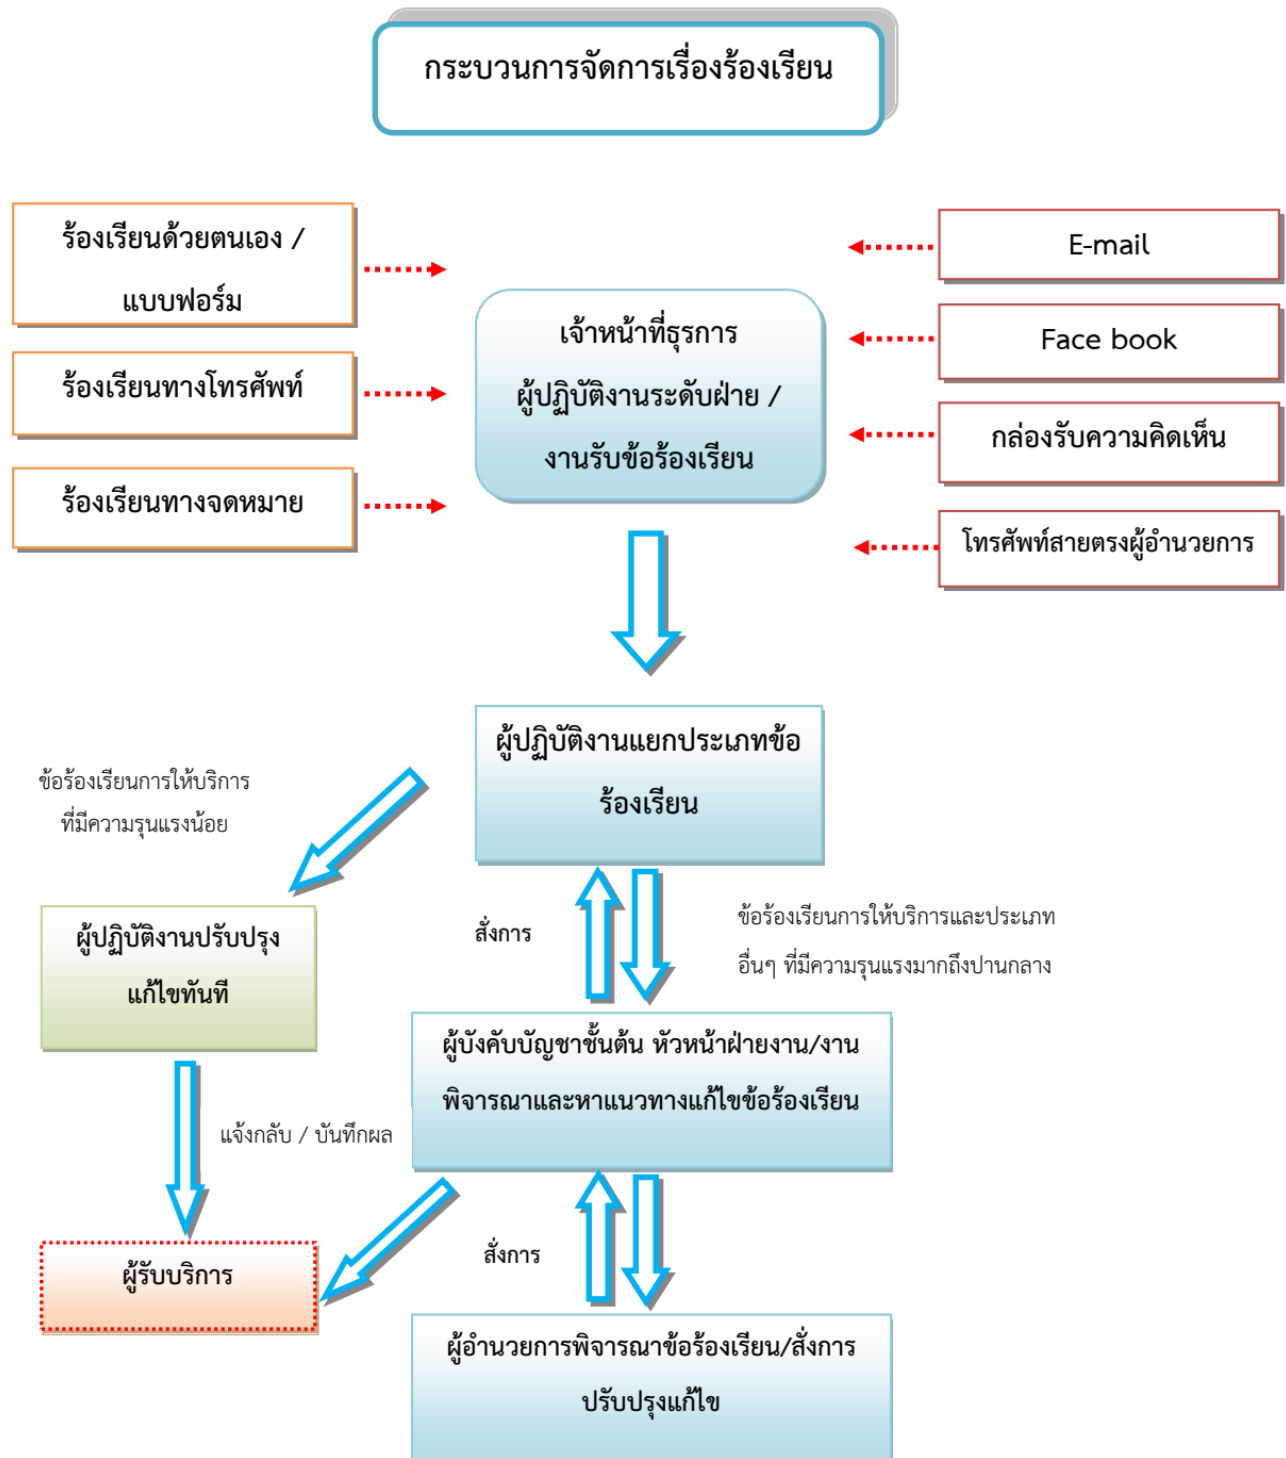 กระบวนการจัดการเรื่องร้องเรียน
ร้องเรียนด้วยตนเอง /
แบบฟอร์ม
ร้องเรียนทางโทรศัพท์
ร้องเรียนทางจดหมาย
เจ้าหน้าที่ธุรการ
ผู้ปฏิบัติงานระดับฝ่าย /
งานรับข้อร้องเรียน
E-mail
Face book
กล่องรับความคิดเห็น
โทรศัพท์สายตรงผู้อำนวยการ
ผู้ปฏิบัติงานแยกประเภทข้อ
ร้องเรียน
ข้อร้องเรียนการให้บริการ
ที่มีความรุนแรงน้อย
ผู้ปฏิบัติงานปรับปรุง
แก้ไขทันที
สั่งการ
ข้อร้องเรียนการให้บริการและประเภท
อื่นๆ ที่มีความรุนแรงมากถึงปานกลาง
ผู้บังคับบัญชาชั้นต้น หัวหน้าฝ่ายงาน/งาน
พิจารณาและหาแนวทางแก้ไขข้อร้องเรียน
แจ้งกลับ / บันทึกผล
ผู้รับบริการ
สั่งการ
ผู้อำนวยการพิจารณาข้อร้องเรียน/สั่งการ
ปรับปรุงแก้ไข